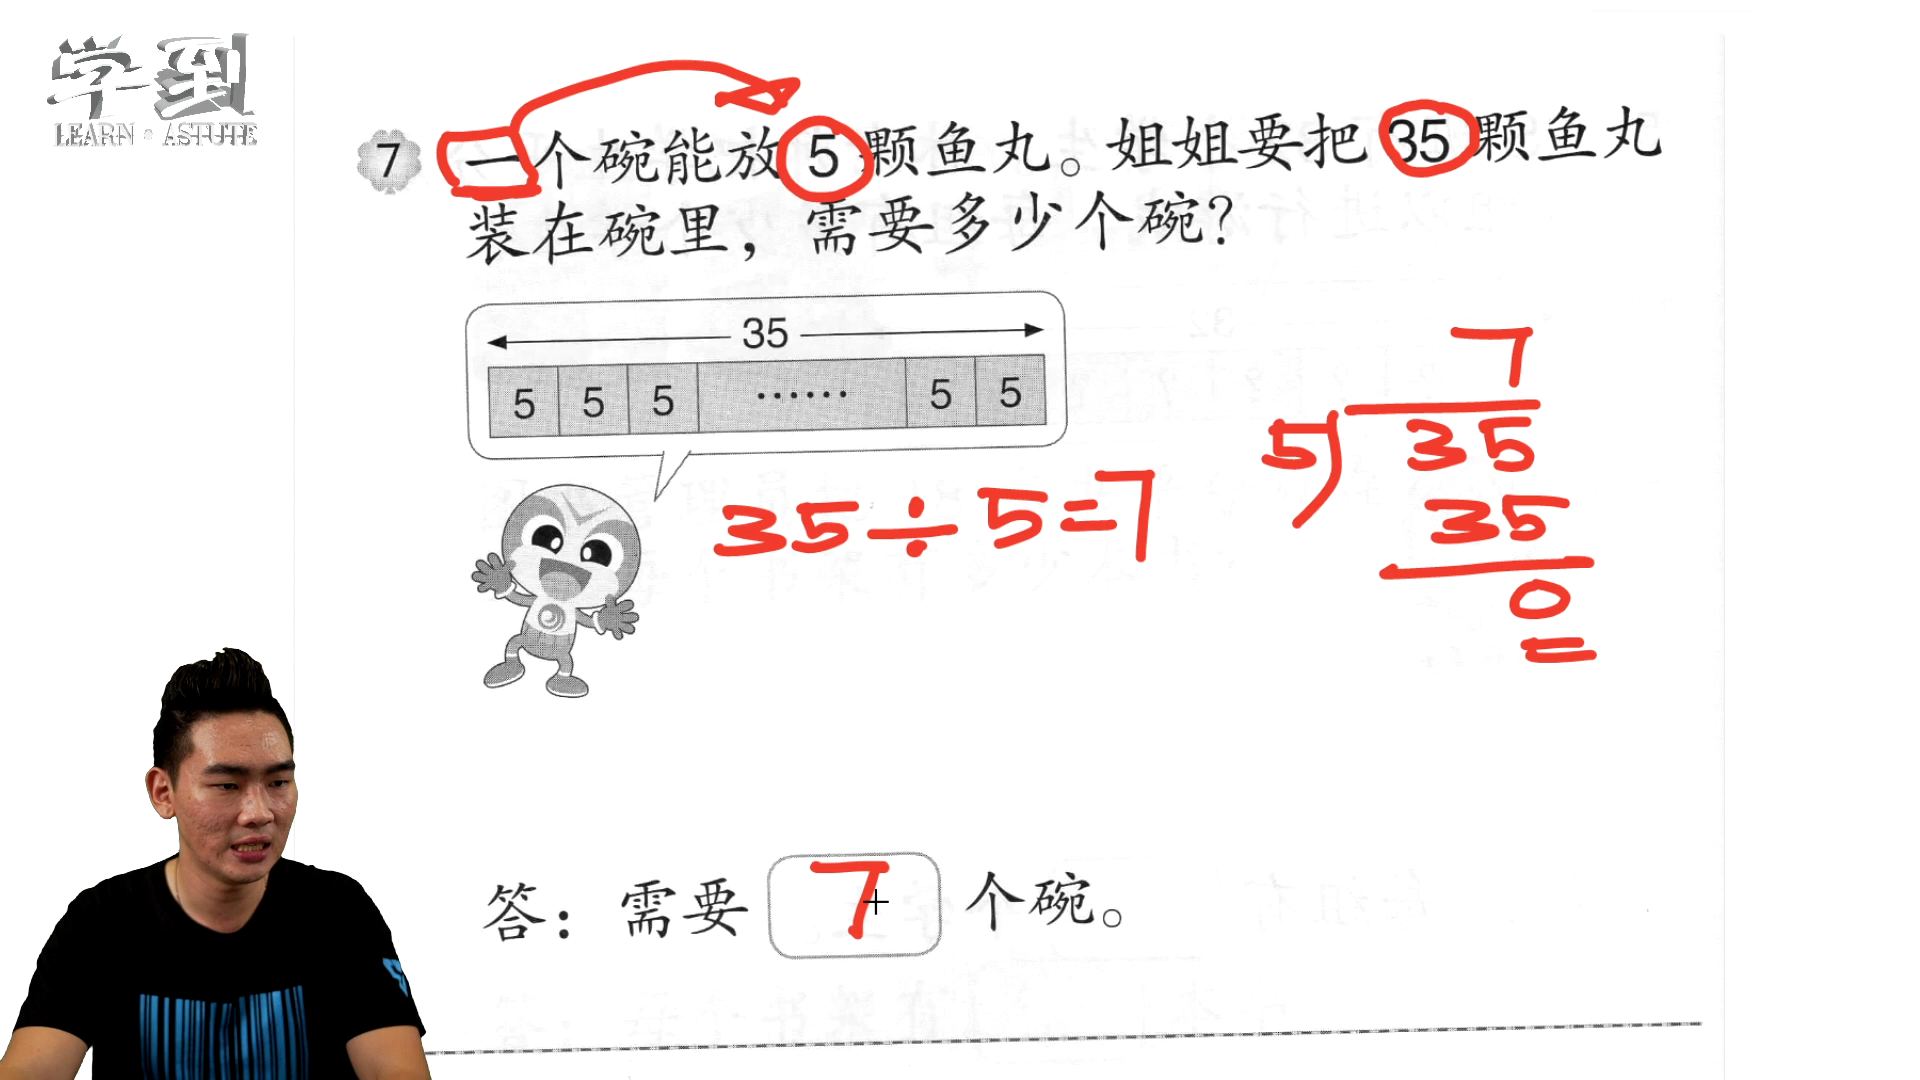 学到
LEARN & ASTUTE
7 一个碗能放 5 颗鱼丸。姐姐要把 35 颗鱼丸
装在碗里，需要多少个碗？
35
5 5 5 ······ 5 5
35÷5=7
7
5 35
35
0
答：需要 7 个碗。